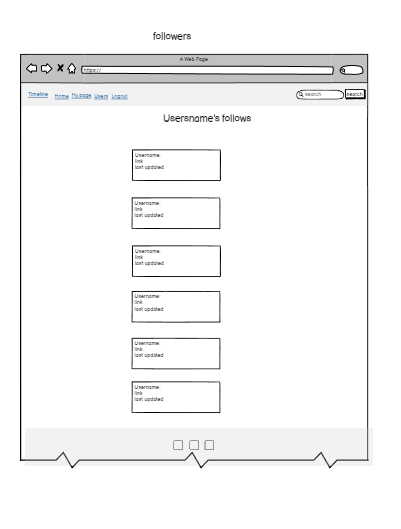 followers
A Web Page
https://
Timeline Home My page Users Logout
search search
Usersname's follows
Username:
link
last updated
Username:
link
last updated
Username:
link
last updated
Username:
link
last updated
Username:
link
last updated
Username:
link
last updated